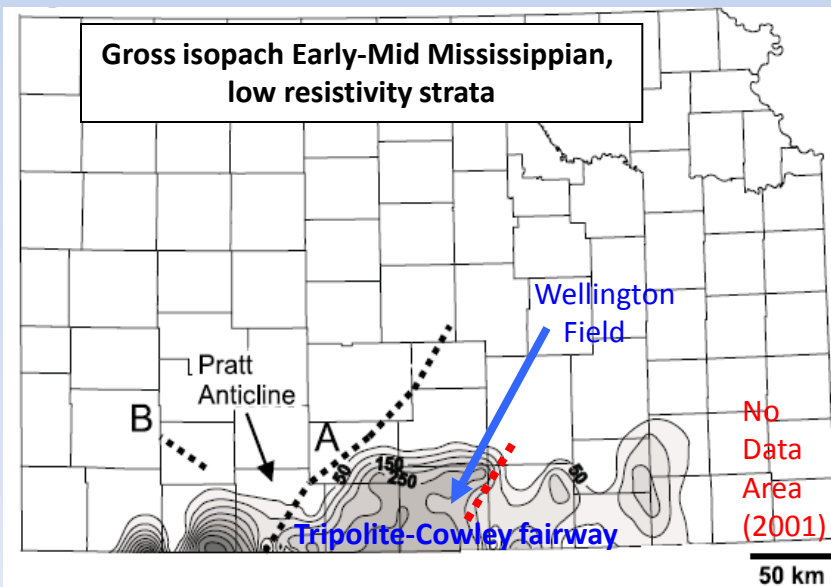 Gross isopach Early-Mid Mississippian,
low resistivity strata
Wellington
Field
Pratt
Anticline
B
A
No
Data
Area
(2001)
50
150
250
50
Tripolite-Cowley fairway
50 km